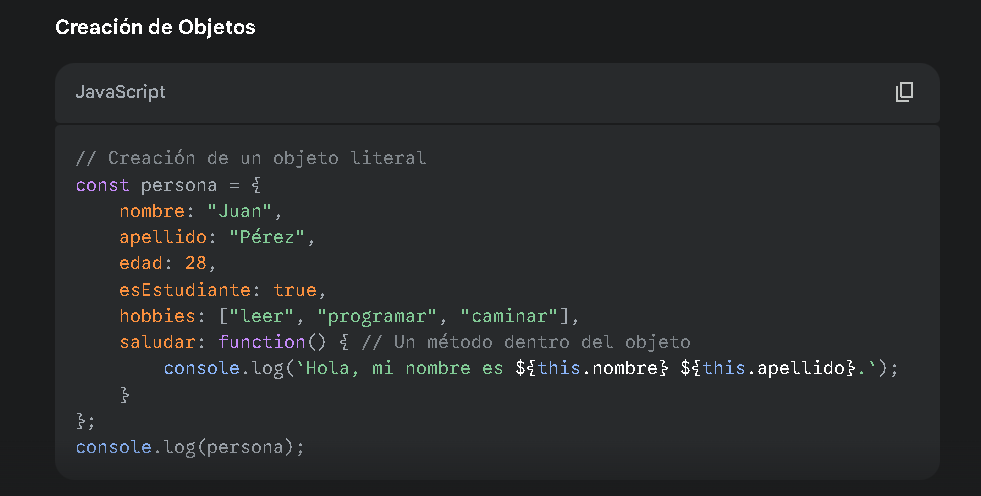 Creación de Objetos
JavaScript
// Creación de un objeto literal
const persona = {
    nombre: "Juan",
    apellido: "Pérez",
    edad: 28,
    esEstudiante: true,
    hobbies: ["leer", "programar", "caminar"],
    saludar: function() { // Un método dentro del objeto
        console.log(`Hola, mi nombre es ${this.nombre} ${this.apellido}.`);
    }
};
console.log(persona);